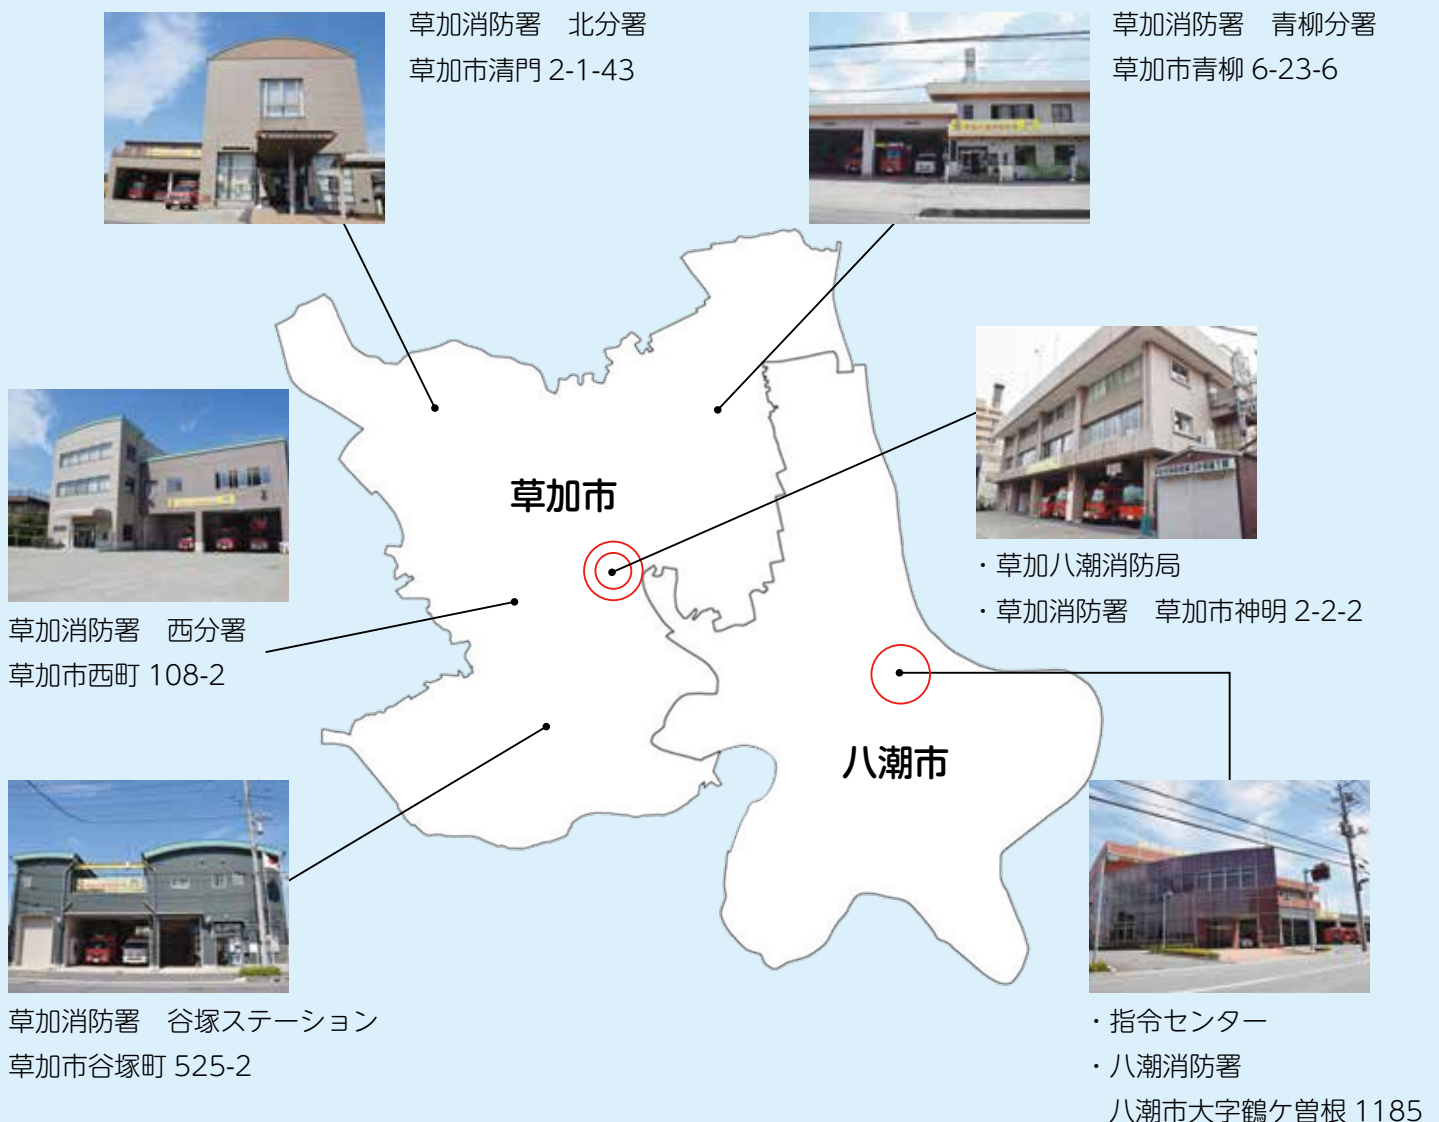 草加消防署　北分署
草加市清門 2-1-43
草加消防署　青柳分署
草加市青柳 6-23-6
草加市
・草加八潮消防局
・草加消防署　草加市神明 2-2-2
草加消防署　西分署
草加市西町 108-2
八潮市
草加消防署　谷塚ステーション
草加市谷塚町 525-2
・指令センター
・八潮消防署
八潮市大字鶴ケ曽根 1185